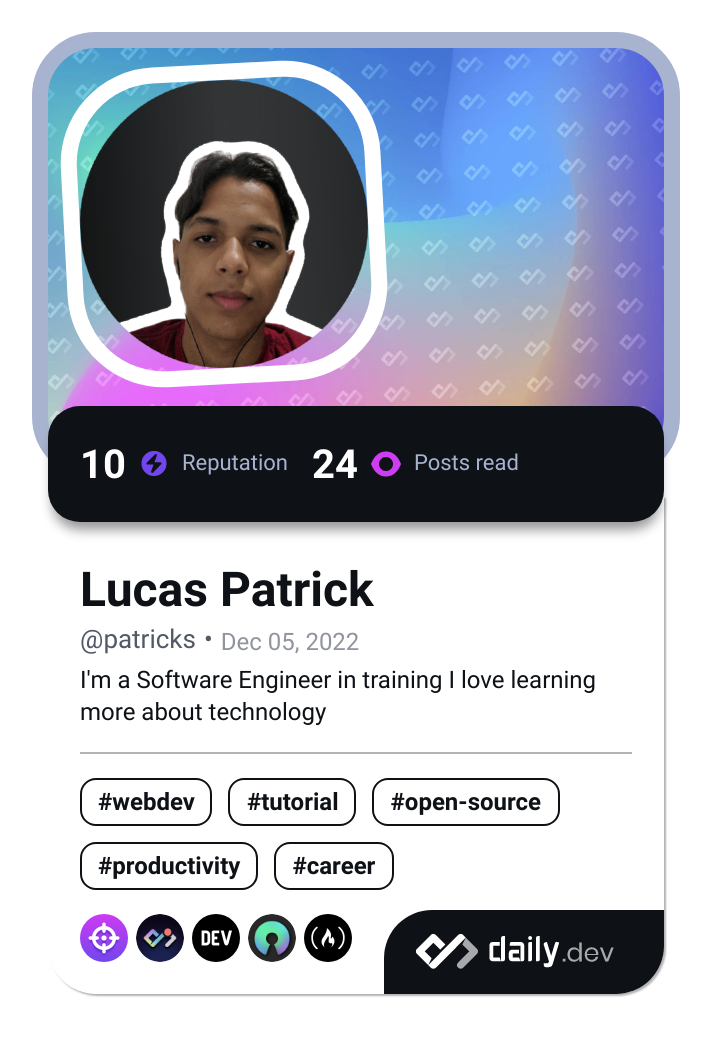 10 Reputation 24 Posts read
Lucas Patrick
@patricks • Dec 05, 2022
I'm a Software Engineer in training I love learning
more about technology
#webdev #tutorial #open-source
#productivity #career
DEV
daily.dev